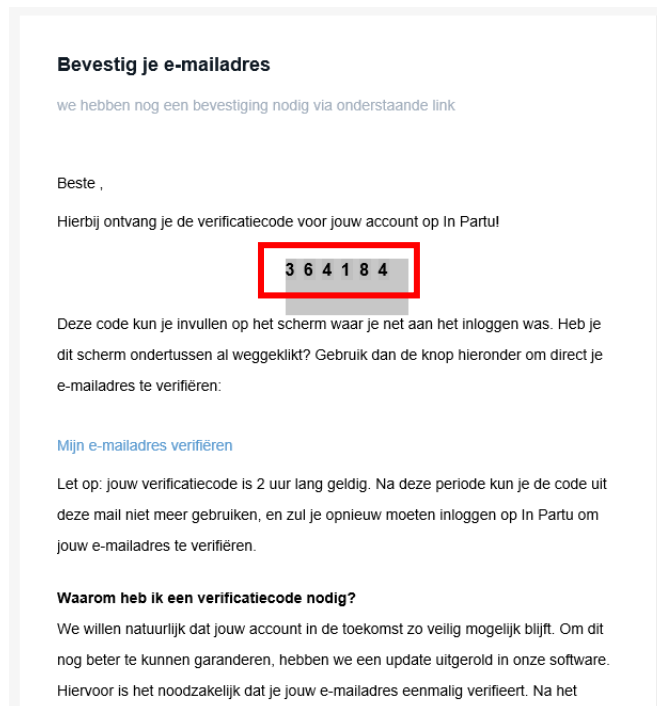 Bevestig je e-mailadres
we hebben nog een bevestiging nodig via onderstaande link
Beste ,
Hierbij ontvang je de verificatiecode voor jouw account op In Partu!
3 6 4 1 8 4
Deze code kun je invullen op het scherm waar je net aan het inloggen was. Heb je
dit scherm ondertussen al weggeklikt? Gebruik dan de knop hieronder om direct je
e-mailadres te verifiëren:
Mijn e-mailadres verifiëren
Let op: jouw verificatiecode is 2 uur lang geldig. Na deze periode kun je de code uit
deze mail niet meer gebruiken, en zul je opnieuw moeten inloggen op In Partu om
jouw e-mailadres te verifiëren.
Waarom heb ik een verificatiecode nodig?
We willen natuurlijk dat jouw account in de toekomst zo veilig mogelijk blijft. Om dit
nog beter te kunnen garanderen, hebben we een update uitgerold in onze software.
Hiervoor is het noodzakelijk dat je jouw e-mailadres eenmalig verifieert. Na het